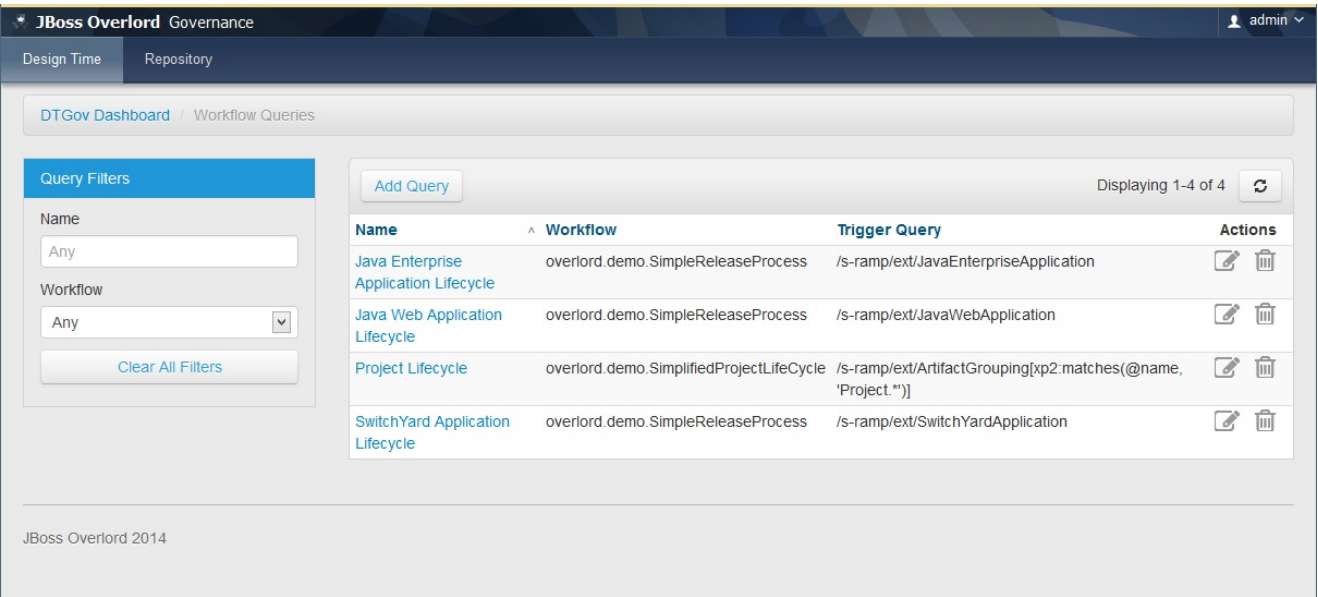 JBoss Overlord Governance admin
Design Time Repository
DTGov Dashboard / Workflow Queries
Query Filters
Name
Any
Workflow
Any
Clear All Filters
Add Query Displaying 1-4 of 4
Name ^ Workflow Trigger Query Actions
Java Enterprise overlord.demo.SimpleReleaseProcess /s-ramp/ext/JavaEnterpriseApplication
Application Lifecycle
Java Web Application overlord.demo.SimpleReleaseProcess /s-ramp/ext/JavaWebApplication
Lifecycle
Project Lifecycle overlord.demo.SimplifiedProjectLifeCycle /s-ramp/ext/ArtifactGrouping[xp2:matches(@name,
'Project.*')]
SwitchYard Application overlord.demo.SimpleReleaseProcess /s-ramp/ext/SwitchYardApplication
Lifecycle
JBoss Overlord 2014